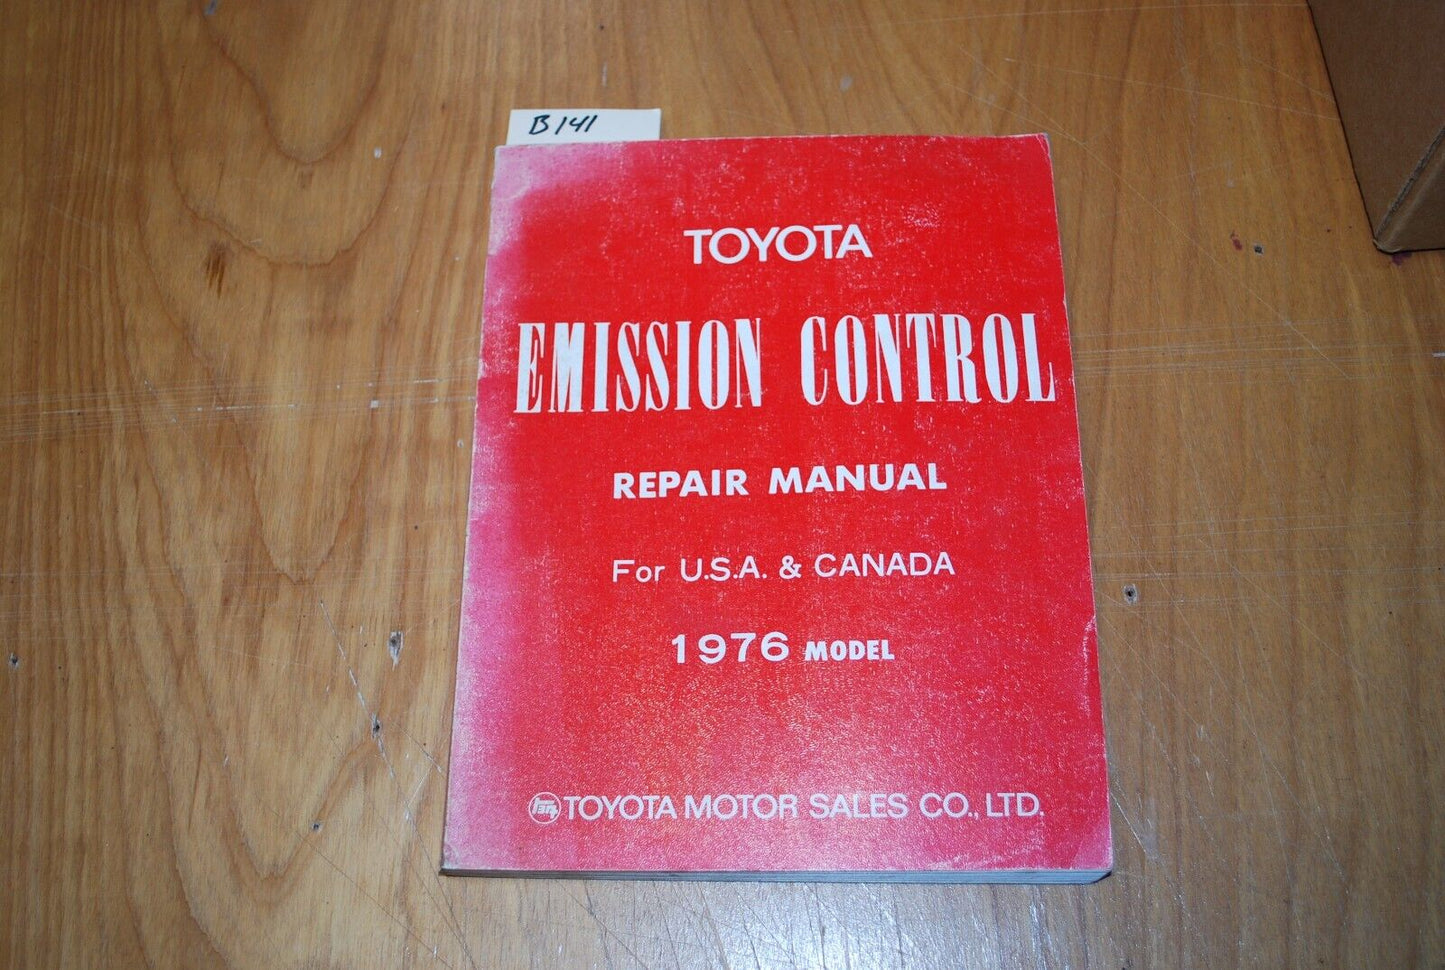 B141
TOYOTA
EMISSION CONTROL
REPAIR MANUAL
For U.S.A. & CANADA
1976 MODEL
TOYOTA MOTOR SALES CO., LTD.